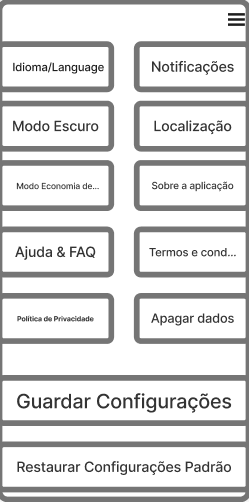 Idioma/Language
Notificações
Modo Escuro
Localização
Modo Economia de...
Sobre a aplicação
Ajuda & FAQ
Termos e cond...
Política de Privacidade
Apagar dados
Guardar Configurações
Restaurar Configurações Padrão